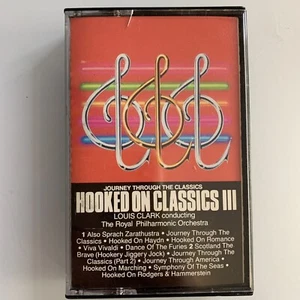 JOURNEY THROUGH THE CLASSICS
HOOKED ON CLASSICS III
LOUIS CLARK conducting
The Royal Philharmonic Orchestra
1 Also Sprach Zarathustra • Journey Through The
Classics • Hooked On Haydn • Hooked On Romance
• Viva Vivaldi • Dance Of The Furies 2 Scotland The
Brave (Hookery Jiggery Jock) • Journey Through The
Classics (Part 2) • Journey Through America •
Hooked On Marching • Symphony Of The Seas •
Hooked On Rodgers & Hammerstein